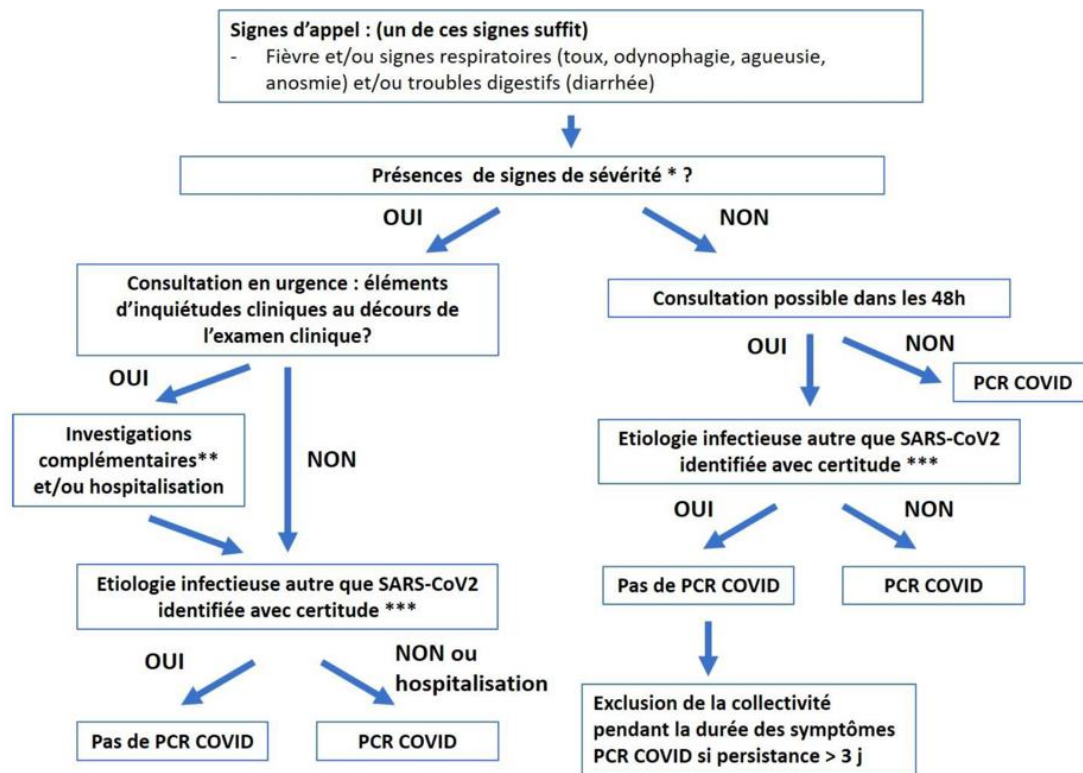 Signes d'appel : (un de ces signes suffit)
- Fièvre et/ou signes respiratoires (toux, odynophagie, agueusie,
anosmie) et/ou troubles digestifs (diarrhée)
Présences de signes de sévérité * ?
OUI
NON
Consultation en urgence : éléments
d'inquiétudes cliniques au décours de
l'examen clinique?
Consultation possible dans les 48h
OUI
NON
OUI
NON
PCR COVID
Investigations
complémentaires**
et/ou hospitalisation
Etiologie infectieuse autre que SARS-CoV2
identifiée avec certitude ***
OUI
NON
Etiologie infectieuse autre que SARS-CoV2
identifiée avec certitude ***
Pas de PCR COVID
PCR COVID
OUI
NON ou
hospitalisation
Pas de PCR COVID
PCR COVID
Exclusion de la collectivité
pendant la durée des symptômes
PCR COVID si persistance > 3 j